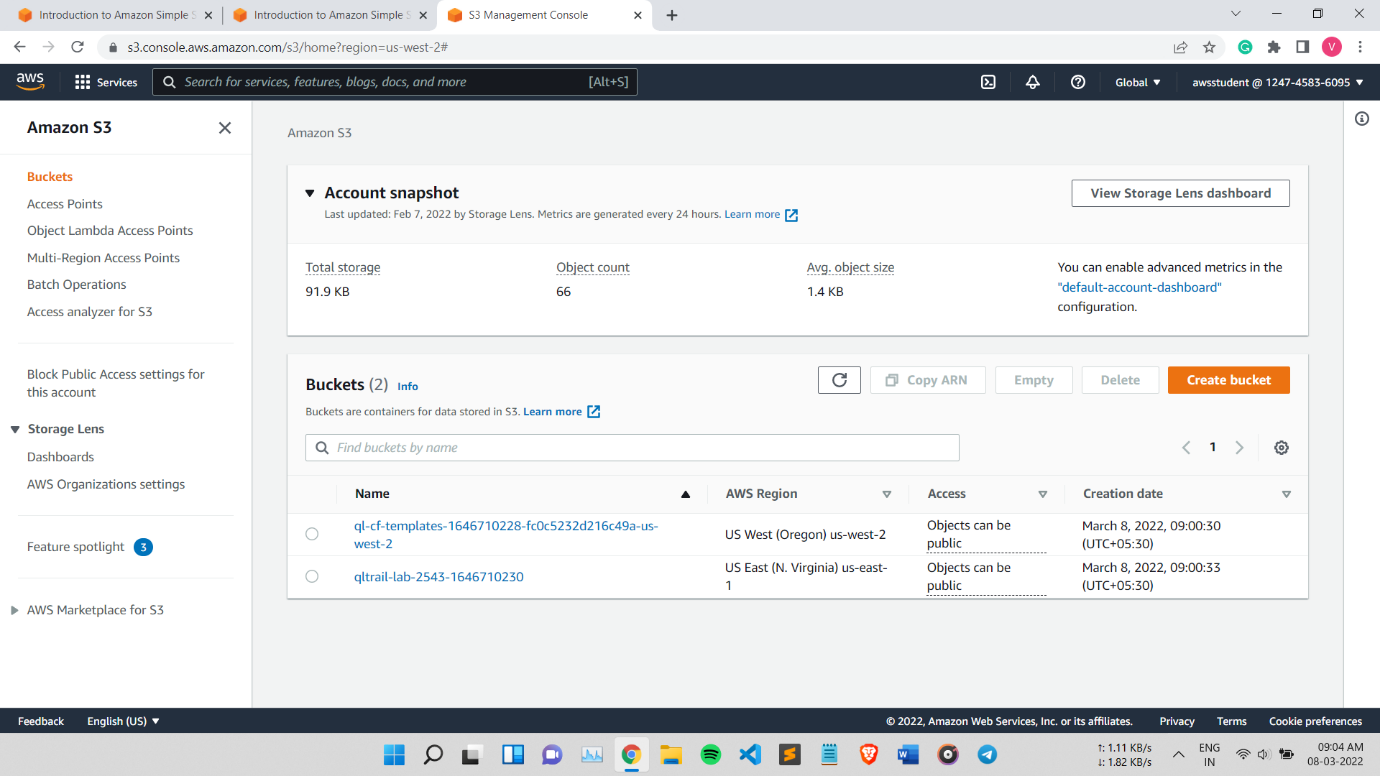 Introduction to Amazon Simple S
Introduction to Amazon Simple S
S3 Management Console
s3.console.aws.amazon.com/s3/home?region=us-west-2#
V
aws
Services
Search for services, features, blogs, docs, and more
[Alt+S]
Global
awsstudent @ 1247-4583-6095
Amazon S3
Buckets
Access Points
Object Lambda Access Points
Multi-Region Access Points
Batch Operations
Access analyzer for S3
Block Public Access settings for
this account
Storage Lens
Dashboards
AWS Organizations settings
Feature spotlight 3
AWS Marketplace for S3
Amazon S3
Account snapshot
Last updated: Feb 7, 2022 by Storage Lens. Metrics are generated every 24 hours. Learn more
View Storage Lens dashboard
Total storage
91.9 KB
Object count
66
Avg. object size
1.4 KB
You can enable advanced metrics in the
"default-account-dashboard"
configuration.
Buckets (2) Info
Buckets are containers for data stored in S3. Learn more
Copy ARN
Empty
Delete
Create bucket
Find buckets by name
1
Name
AWS Region
Access
Creation date
ql-cf-templates-1646710228-fc0c5232d216c49a-us-
west-2
US West (Oregon) us-west-2
Objects can be
public
March 8, 2022, 09:00:30
(UTC+05:30)
qltrail-lab-2543-1646710230
US East (N. Virginia) us-east-
1
Objects can be
public
March 8, 2022, 09:00:33
(UTC+05:30)
Feedback
English (US)
© 2022, Amazon Web Services, Inc. or its affiliates.
Privacy
Terms
Cookie preferences
↑: 1.11 KB/s
↓: 1.82 KB/s
ENG
IN
09:04 AM
08-03-2022